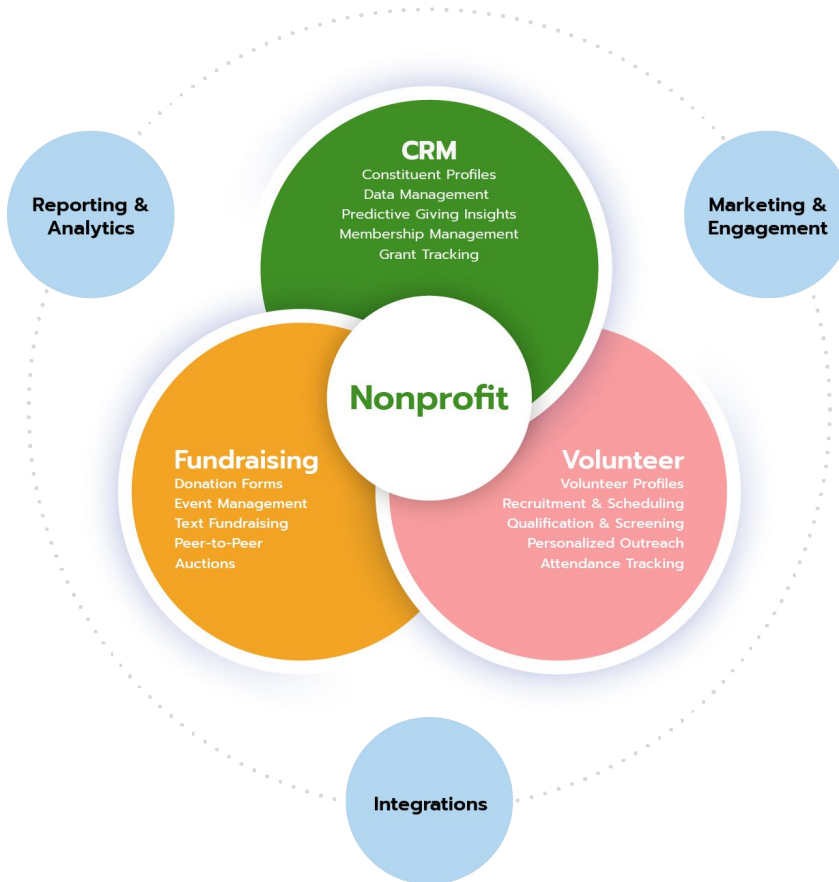 CRM
Constituent Profiles
Data Management
Predictive Giving Insights
Membership Management
Grant Tracking
Reporting &
Analytics
Marketing &
Engagement
Nonprofit
Fundraising
Donation Forms
Event Management
Text Fundraising
Peer-to-Peer
Auctions
Volunteer
Volunteer Profiles
Recruitment & Scheduling
Qualification & Screening
Personalized Outreach
Attendance Tracking
Integrations